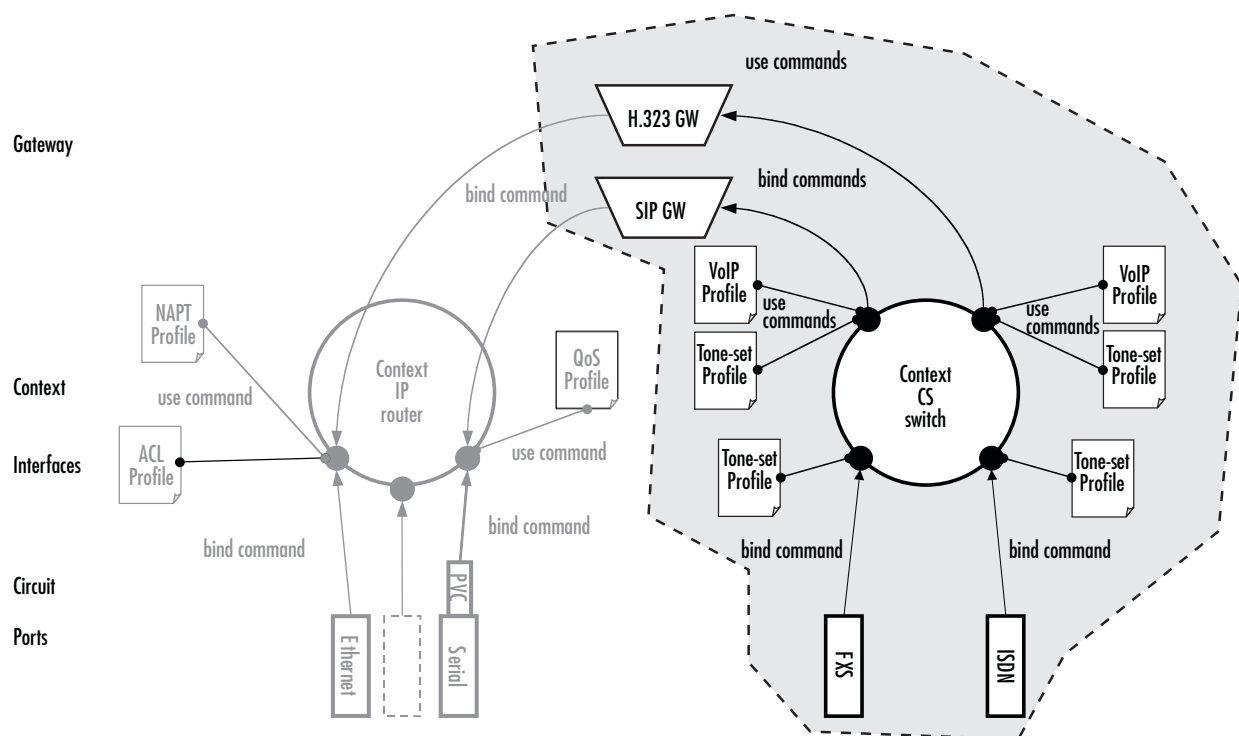 use commands
H.323 GW
Gateway
bind commands
bind command
SIP GW
VoIP
Profile
VoIP
Profile
NAPT
Profile
use
commands
use
commands
Tone-set
Profile
Tone-set
Profile
QoS
Profile
Context
IP
router
Context
CS
switch
Context
use command
ACL
Profile
Interfaces
use command
Tone-set
Profile
Tone-set
Profile
bind command
bind command
bind command
bind command
Circuit
PVC
Ports
Ethernet
Serial
FXS
ISDN